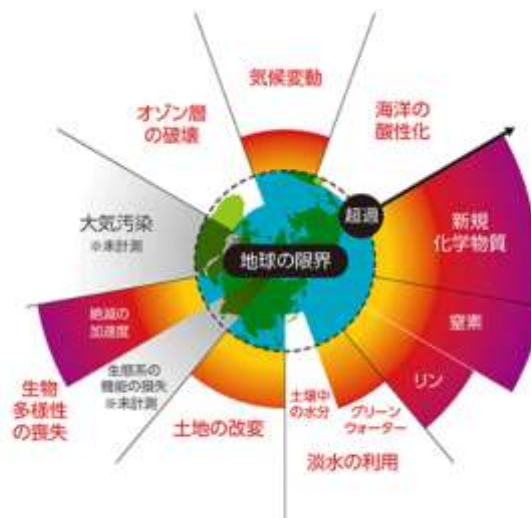 気候変動
オゾン層
の破壊
海洋の
酸性化
超過
大気汚染
※未計測
新規
化学物質
地球の限界
絶滅の
加速度
窒素
生態系の
機能の損失
※未計測
リン
生物
多様性
の喪失
土地の改変
土壌中
の水分
グリーン
ウォーター
淡水の利用